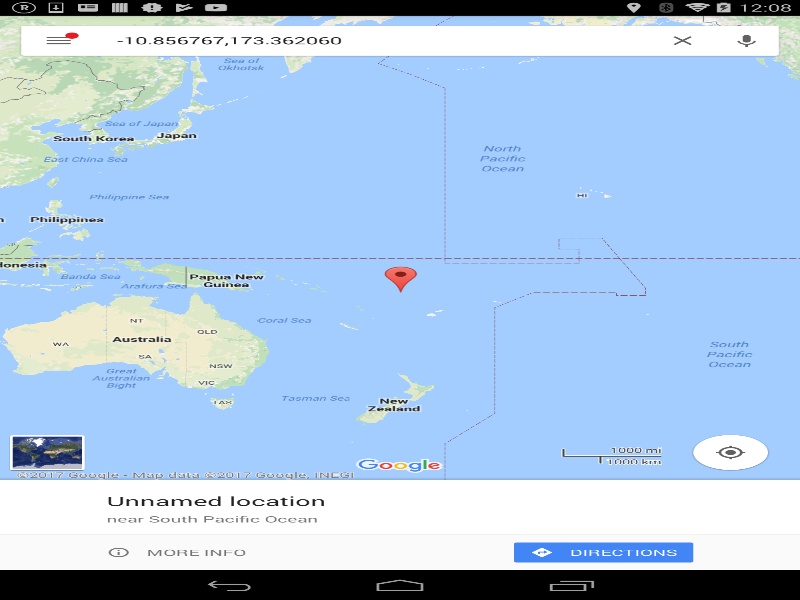 12:08
-10.856767,173.362060
Sea of
Okhotsk
Sea of Japan
South Korea
Japan
East China Sea
North
Pacific
Ocean
Philippine Sea
HI
Philippines
donesia
Banda Sea
Papua New
Guinea
Arafura Sea
NT
Coral Sea
QLD
Australia
WA
SA
South
Pacific
Ocean
Great
Australian
Bight
NSW
VIC
TAS
Tasman Sea
New
Zealand
1000 mi
1000 km
Google
©2017 Google - Map data ©2017 Google, INEGI
Unnamed location
near South Pacific Ocean
MORE INFO
DIRECTIONS